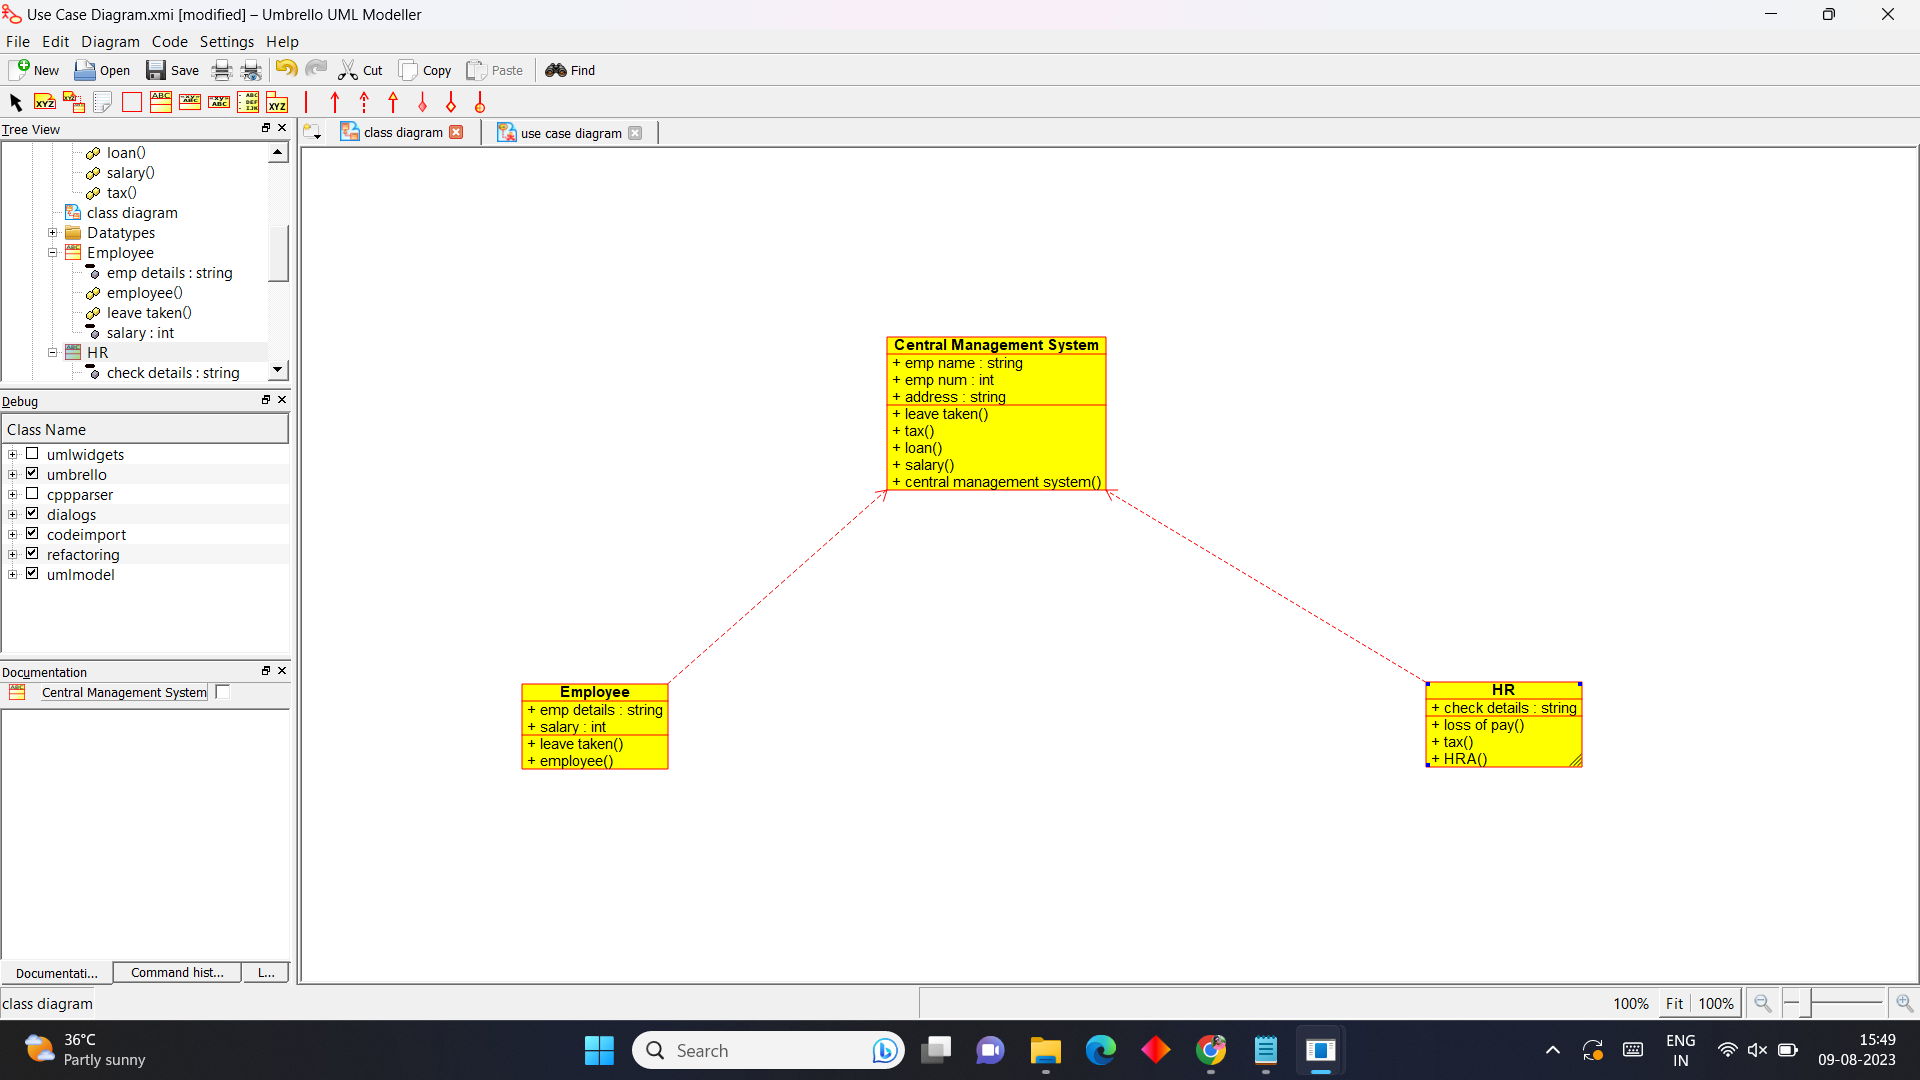 Use Case Diagram.xmi [modified] – Umbrello UML Modeller
File Edit Diagram Code Settings Help
New Open Save Cut Copy Paste Find
Tree View
class diagram use case diagram
loan()
salary()
tax()
class diagram
Datatypes
Employee
emp details : string
employee()
leave taken()
salary : int
HR
check details : string
Debug
Class Name
umlwidgets
umbrello
cppparser
dialogs
codeimport
refactoring
umlmodel
Documentation
Central Management System
Documentati... Command hist... L...
Central Management System
+ emp name : string
+ emp num : int
+ address : string
+ leave taken()
+ tax()
+ loan()
+ salary()
+ central management system()
Employee
+ emp details : string
+ salary : int
+ leave taken()
+ employee()
HR
+ check details : string
+ loss of pay()
+ tax()
+ HRA()
class diagram
100% Fit 100%
36°C
Partly sunny
Search
ENG
IN
15:49
09-08-2023